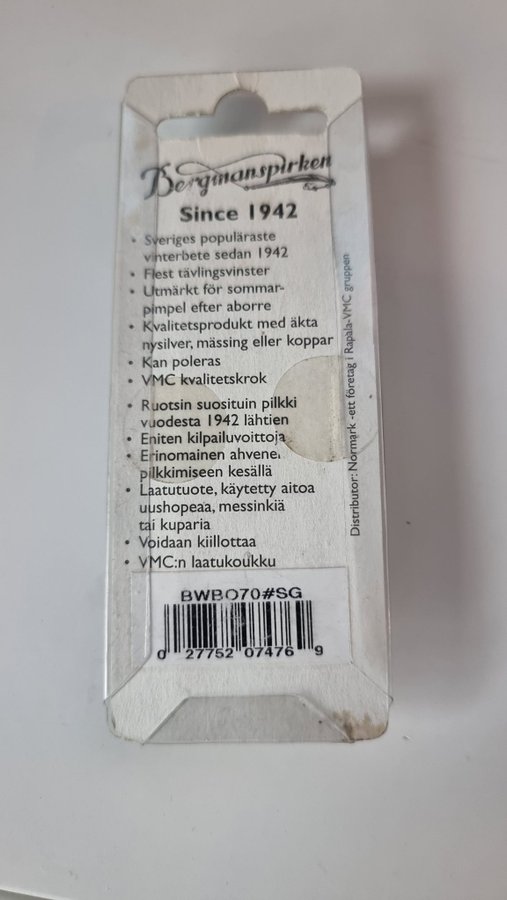 Bergmanspirken
Since 1942
• Sveriges populäraste
vinterbete sedan 1942
• Flest tävlingsvinster
• Utmärkt för sommar-
pimpel efter aborre
• Kvalitetsprodukt med äkta
nysilver, mässing eller koppar
• Kan poleras
• VMC kvalitetskrok
• Ruotsin suosituin pilkki
vuodesta 1942 lähtien
• Eniten kilpailuvoittoja
• Erinomainen ahvenen
pilkkimiseen kesällä
• Laatutuote, käytetty aitoa
uushopeaa, messinkiä
tai kuparia
• Voidaan kiillottaa
• VMC:n laatukoukku
Distributor: Normark -ett företag i Rapala-VMC gruppen
BWBO70#SG
0 27752 07476 9